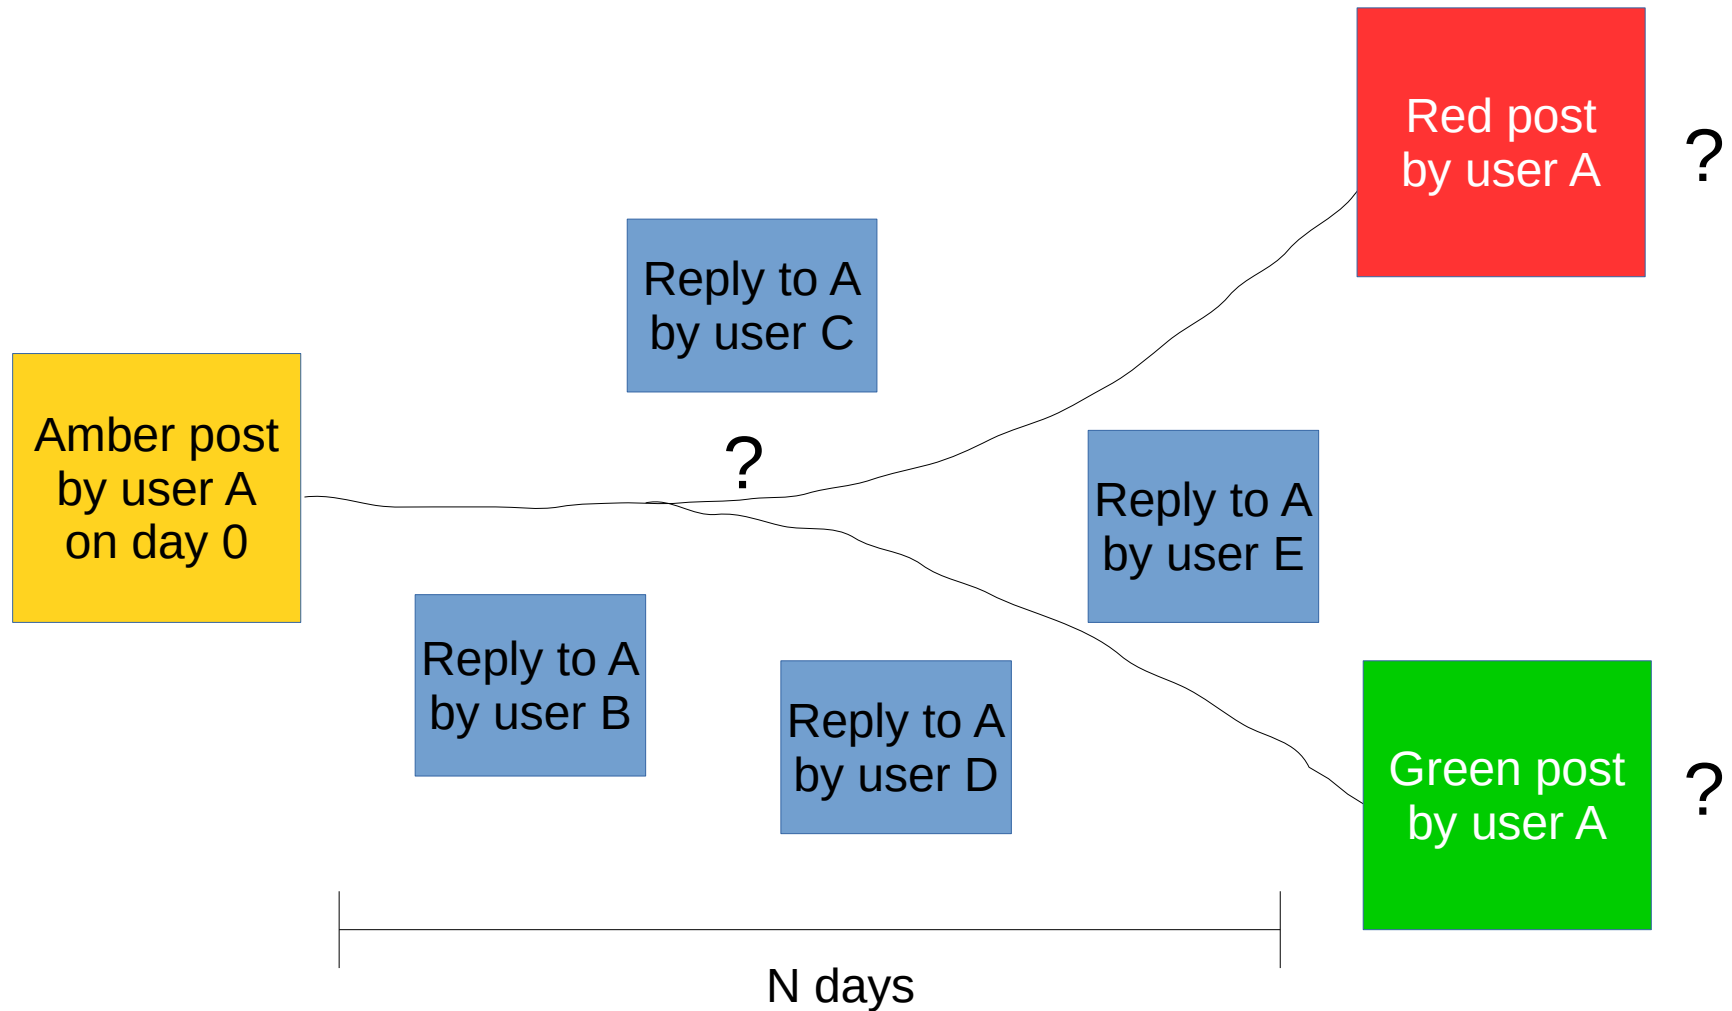 Red post
by user A
?
Reply to A
by user C
Amber post
by user A
on day 0
?
Reply to A
by user E
Reply to A
by user B
Reply to A
by user D
Green post
by user A
?
N days